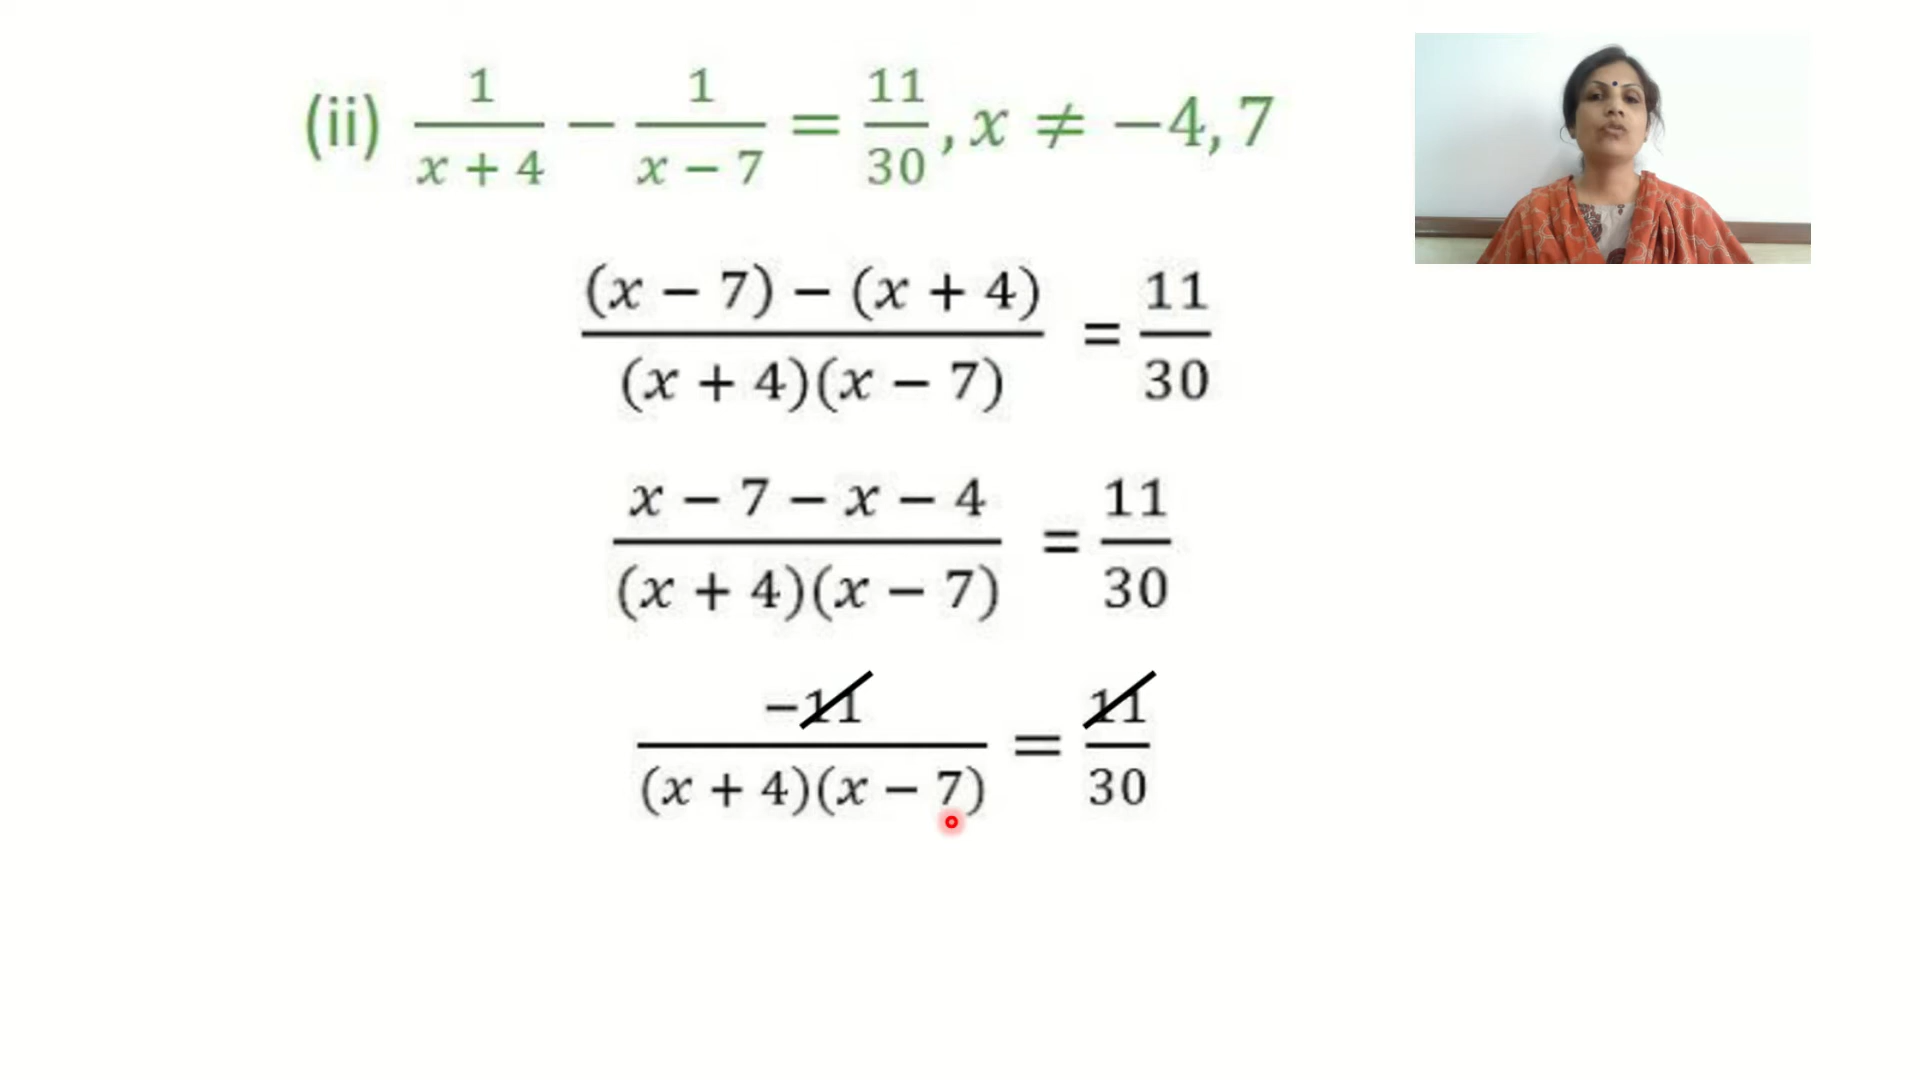 (ii) 1/(x + 4) − 1/(x − 7) = 11/30, x ≠ −4, 7
((x − 7) − (x + 4))/((x + 4)(x − 7)) = 11/30
(x − 7 − x − 4)/((x + 4)(x − 7)) = 11/30
−11/((x + 4)(x − 7)) = 11/30